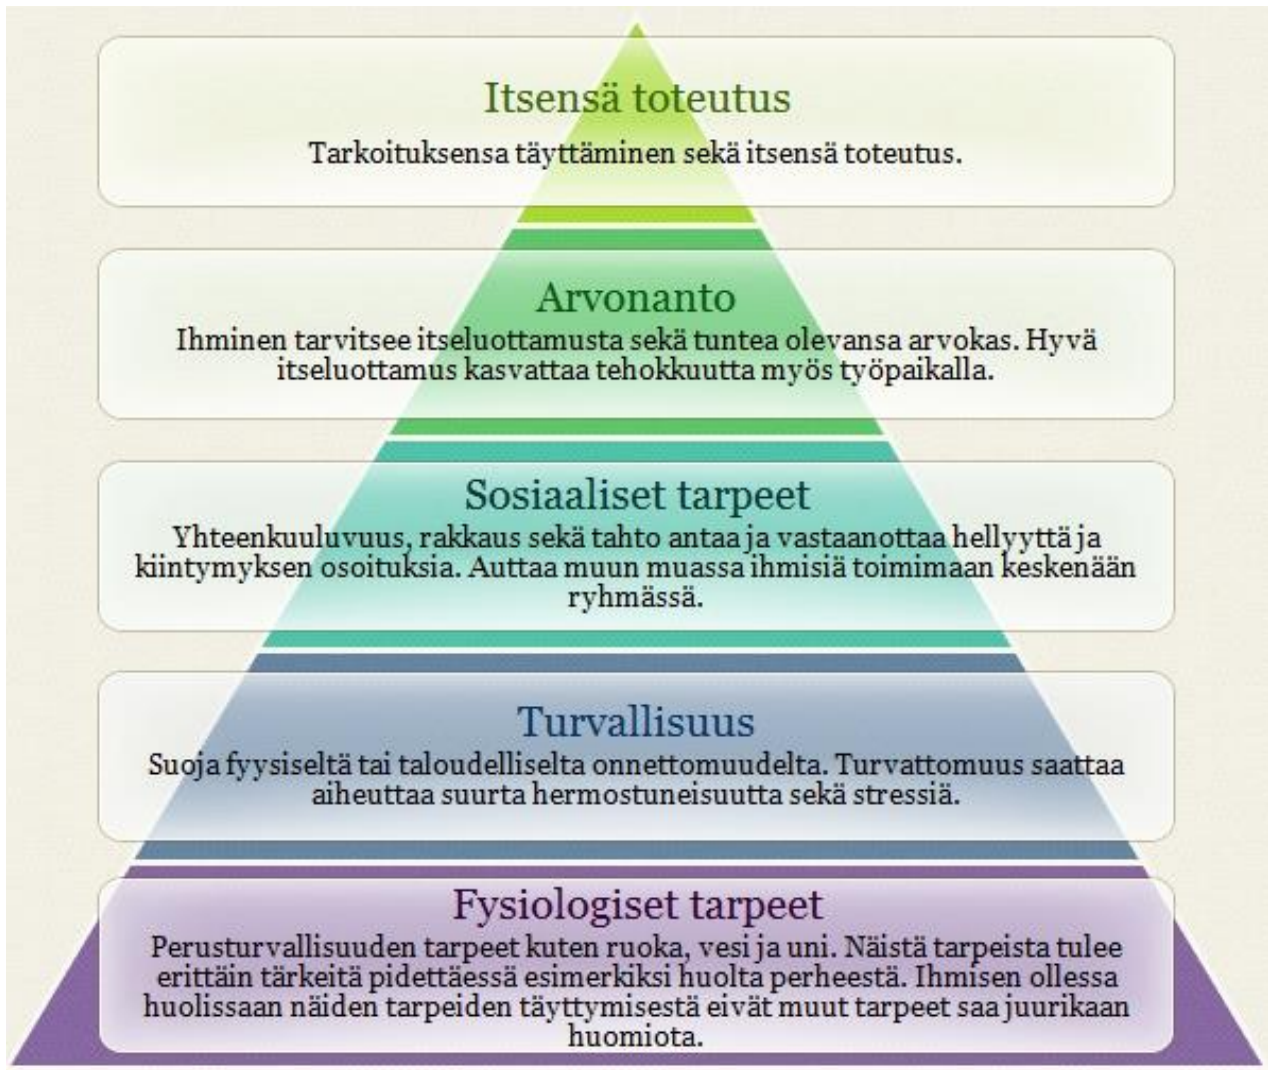 Itsensä toteutus
Tarkoituksensa täyttäminen sekä itsensä toteutus.
Arvonanto
Ihminen tarvitsee itseluottamusta sekä tuntea olevansa arvokas. Hyvä
itseluottamus kasvattaa tehokkuutta myös työpaikalla.
Sosiaaliset tarpeet
Yhteenkuuluvuus, rakkaus sekä tahto antaa ja vastaanottaa hellyyttä ja
kiintymyksen osoituksia. Auttaa muun muassa ihmisiä toimimaan keskenään
ryhmässä.
Turvallisuus
Suoja fyysiseltä tai taloudelliselta onnettomuudelta. Turvattomuus saattaa
aiheuttaa suurta hermostuneisuutta sekä stressiä.
Fysiologiset tarpeet
Perusturvallisuuden tarpeet kuten ruoka, vesi ja uni. Näistä tarpeista tulee
erittäin tärkeitä pidettäessä esimerkiksi huolta perheestä. Ihmisen ollessa
huolissaan näiden tarpeiden täyttymisestä eivät muut tarpeet saa juurikaan
huomiota.